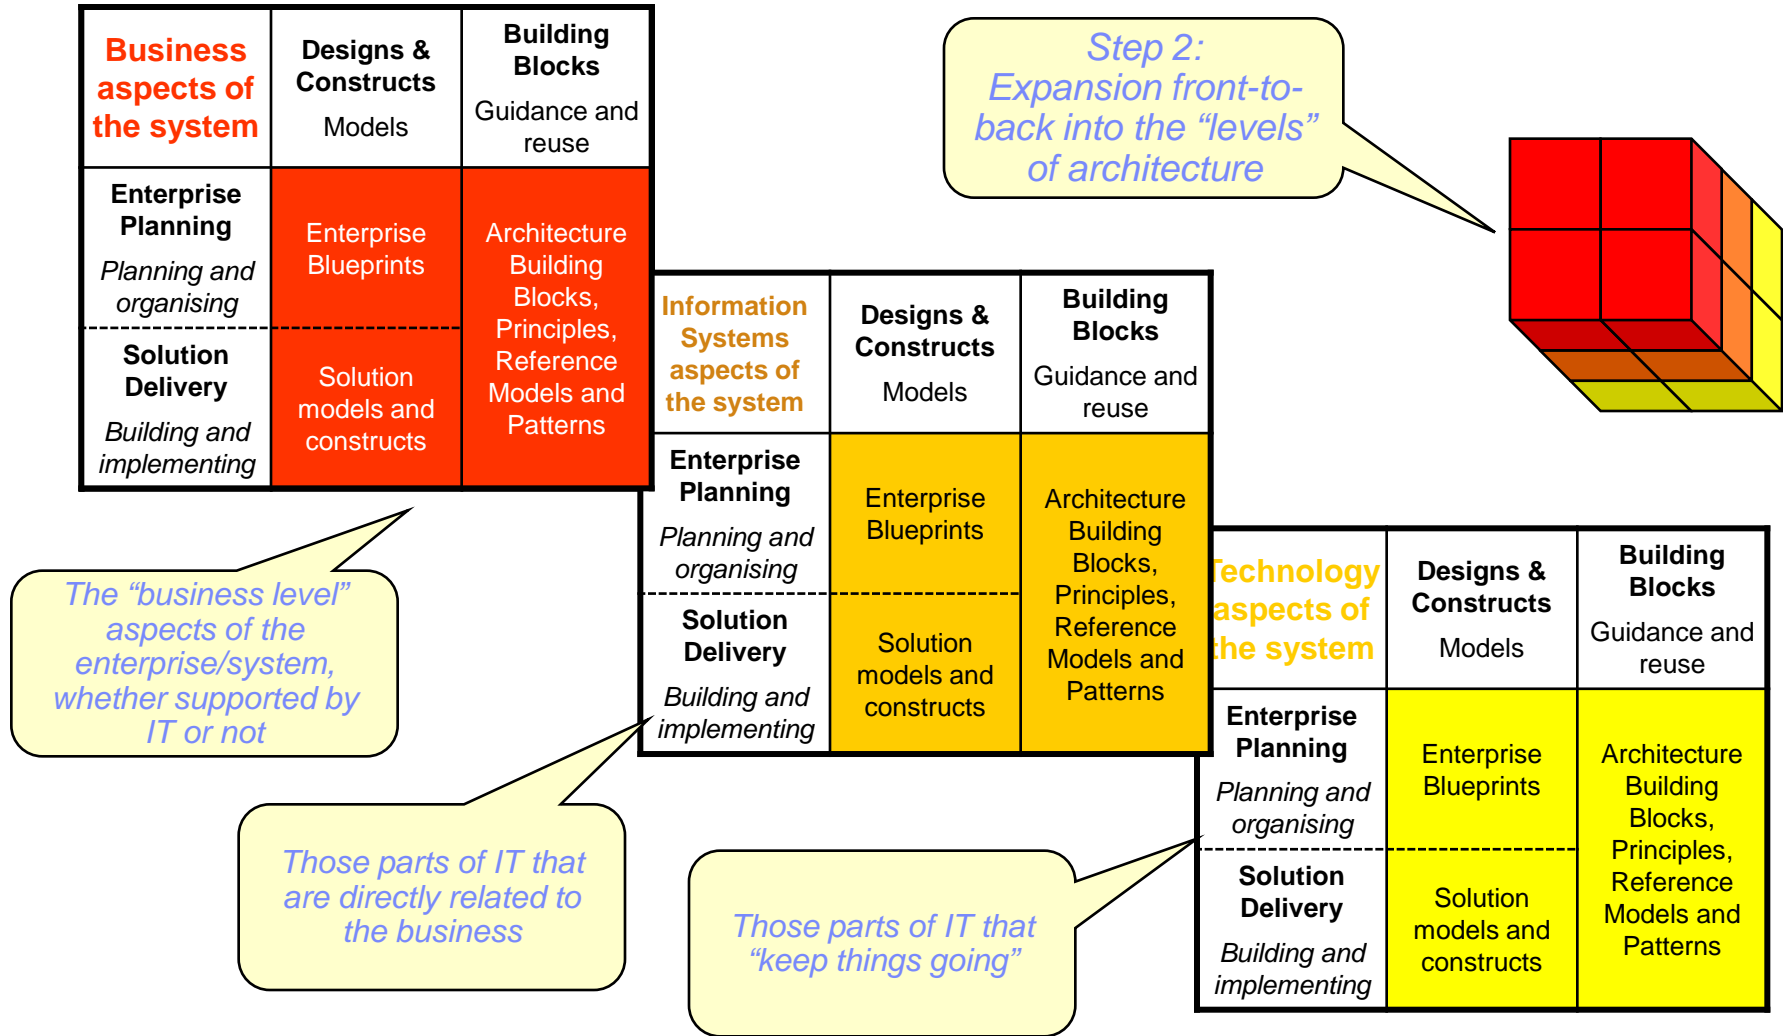 Business
aspects of
the system
Designs &
Constructs
Models
Building
Blocks
Guidance and
reuse
Enterprise
Planning
Planning and
organising
Enterprise
Blueprints
Architecture
Building
Blocks,
Principles,
Reference
Models and
Patterns
Solution
Delivery
Building and
implementing
Solution
models and
constructs
Step 2:
Expansion front-to-
back into the “levels”
of architecture
Information
Systems
aspects of
the system
Designs &
Constructs
Models
Building
Blocks
Guidance and
reuse
Enterprise
Planning
Planning and
organising
Enterprise
Blueprints
Architecture
Building
Blocks,
Principles,
Reference
Models and
Patterns
Solution
Delivery
Building and
implementing
Solution
models and
constructs
The “business level”
aspects of the
enterprise/system,
whether supported by
IT or not
Technology
aspects of
the system
Designs &
Constructs
Models
Building
Blocks
Guidance and
reuse
Enterprise
Planning
Planning and
organising
Enterprise
Blueprints
Architecture
Building
Blocks,
Principles,
Reference
Models and
Patterns
Solution
Delivery
Building and
implementing
Solution
models and
constructs
Those parts of IT that
are directly related to
the business
Those parts of IT that
“keep things going”